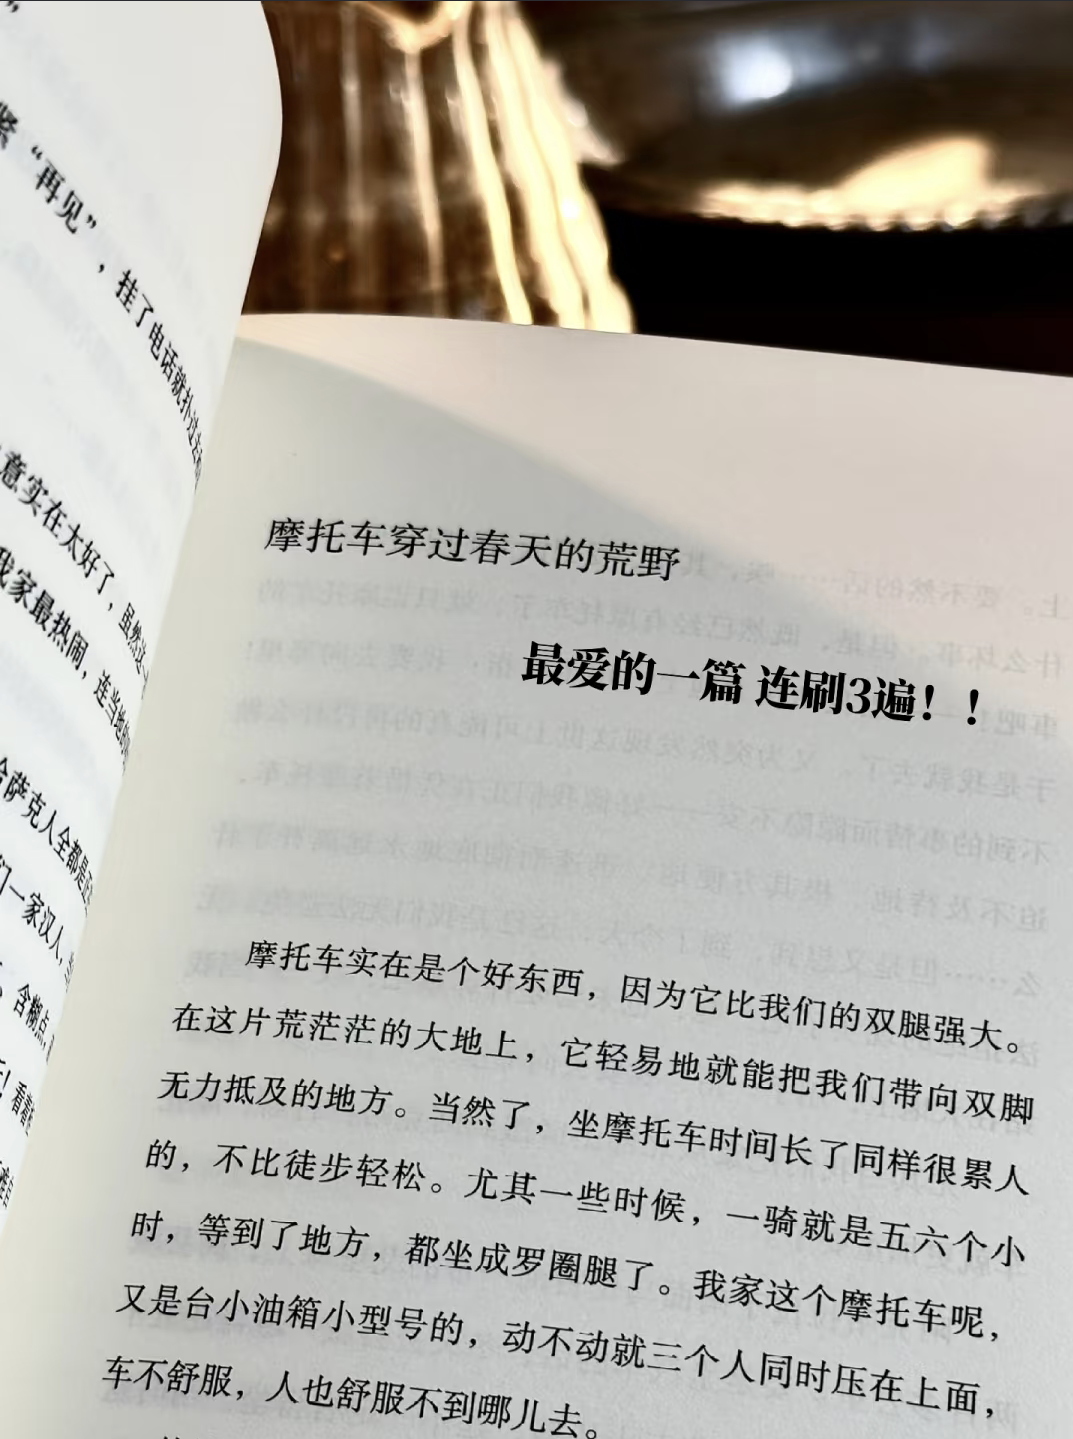 紧“再见”，挂了电话就扑过去
意实在太好了，虽然这
我家最热闹，连当地
哈萨克人全都是
们一家汉人，
含糊点，
！看着
摩托车穿过春天的荒野
最爱的一篇 连刷3遍！！
摩托车实在是个好东西，因为它比我们的双腿强大。
在这片荒茫茫的大地上，它轻易地就能把我们带向双脚
无力抵及的地方。当然了，坐摩托车时间长了同样很累人
的，不比徒步轻松。尤其一些时候，一骑就是五六个小
时，等到了地方，都坐成罗圈腿了。我家这个摩托车呢，
又是台小油箱小型号的，动不动就三个人同时压在上面，
车不舒服，人也舒服不到哪儿去。